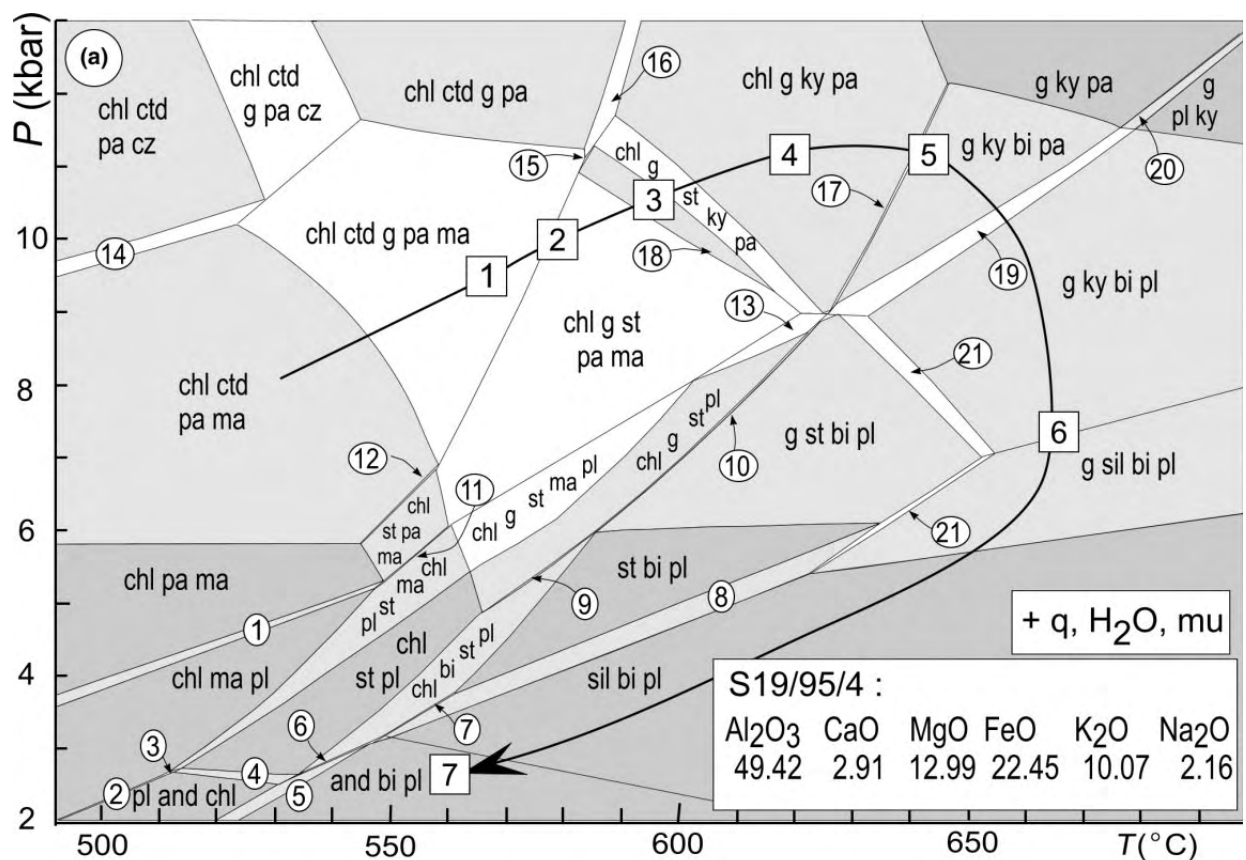 (a)
P (kbar)
10
8
6
4
2
500
550
600
650
T(°C)
chl ctd
pa cz
chl ctd
g pa cz
chl ctd g pa
16
chl g ky pa
g ky pa
g
pl ky
15
chl g
st
ky
pa
4
5
g ky bi pa
20
17
3
14
chl ctd g pa ma
2
18
1
19
g ky bi pl
13
chl g st
pa ma
chl ctd
pa ma
21
6
g st bi pl
chl g st pl
10
g sil bi pl
12
11
chl
st pa
ma
chl g st ma pl
21
chl pa ma
pl st ma chl
st bi pl
9
8
1
chl
st pl
+ q, H2O, mu
chl ma pl
chl bi st pl
sil bi pl
S19/95/4 :
Al2O3 CaO MgO FeO K2O Na2O
49.42 2.91 12.99 22.45 10.07 2.16
7
6
3
4
and bi pl
7
2
pl and chl
5